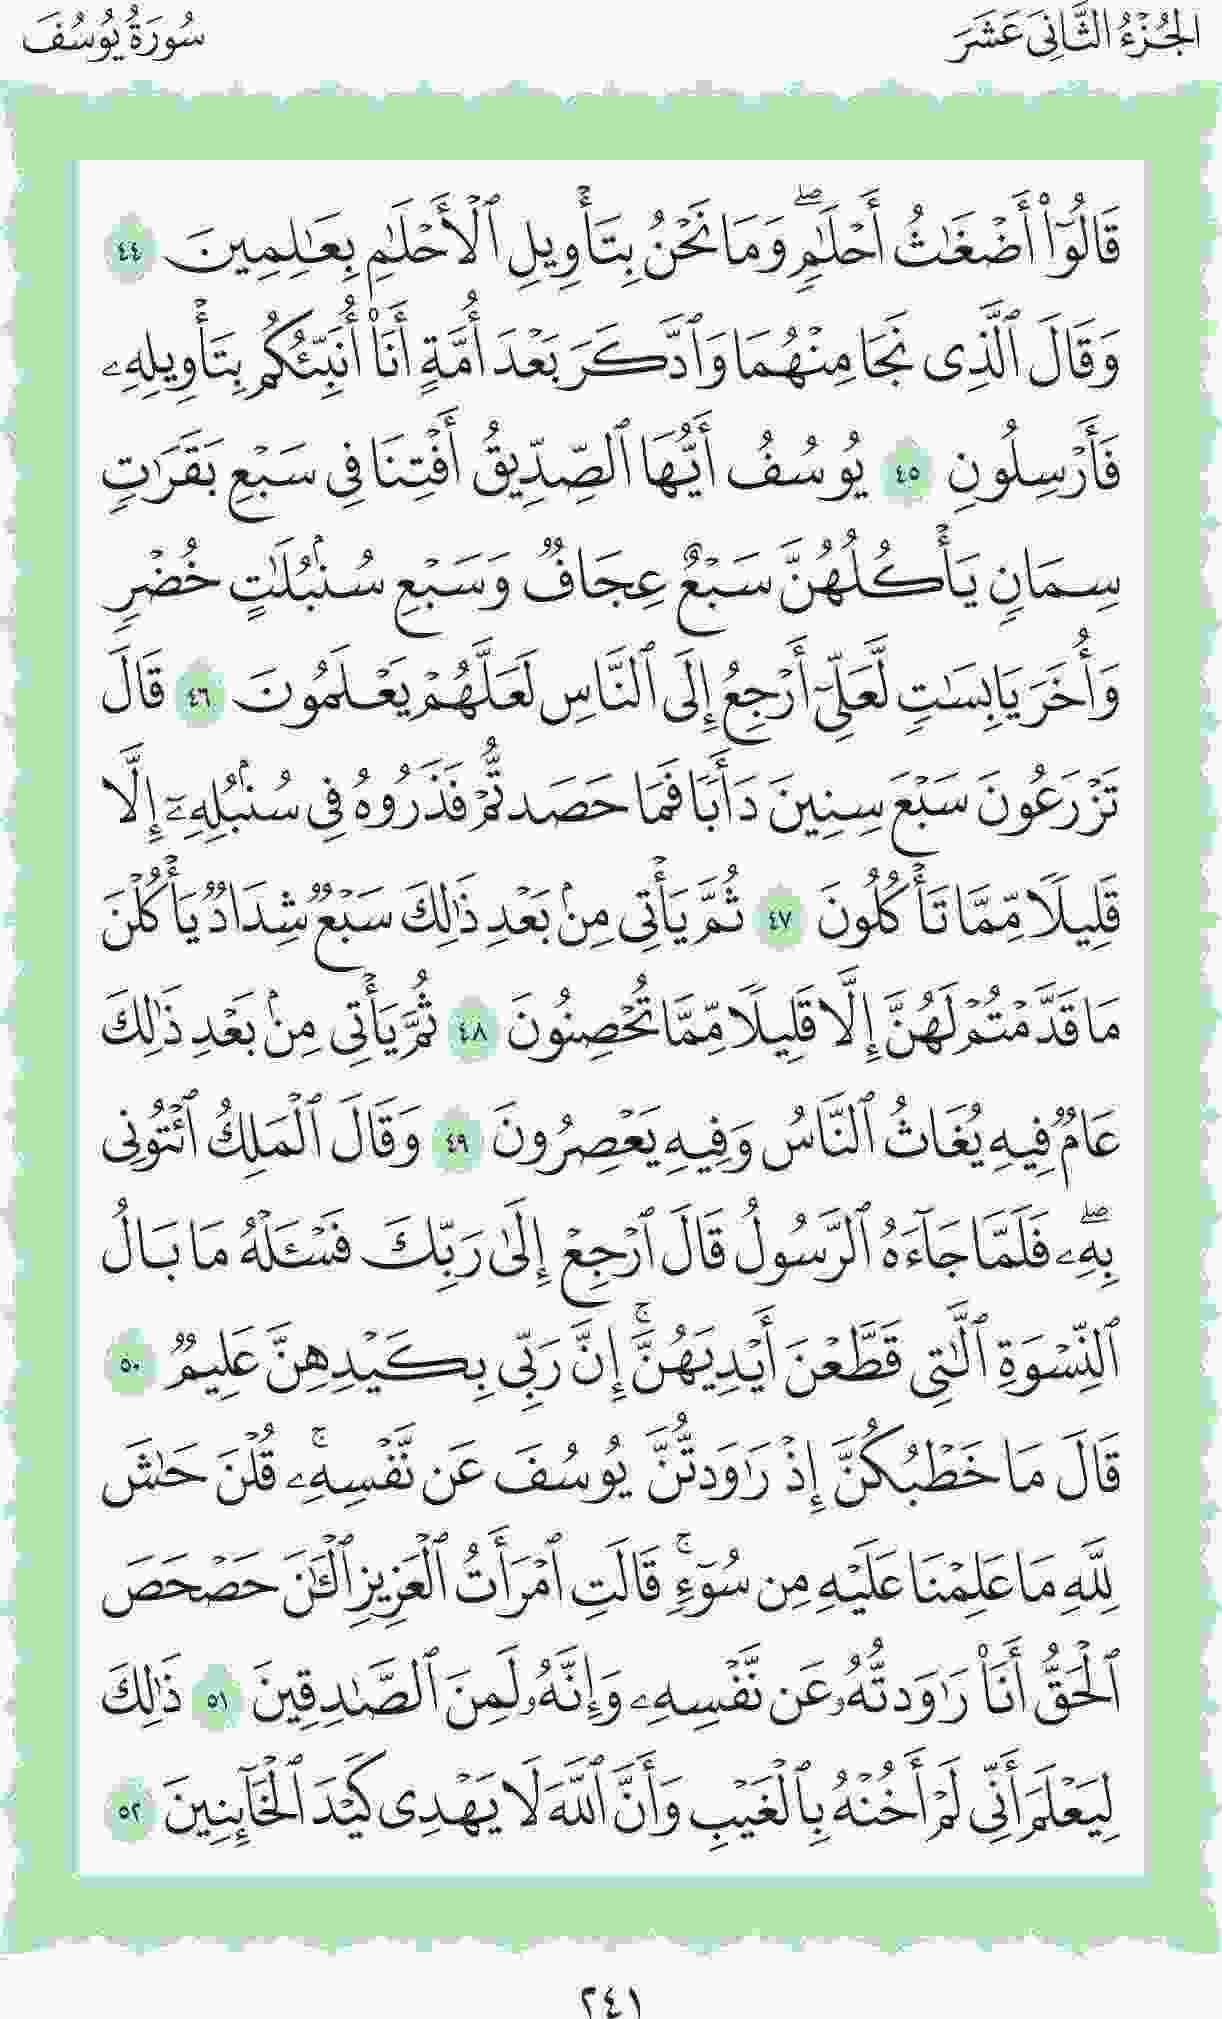 الجُزْءُ الثَّانِيَ عَشَرَ
سُورَةُ يُوسُفَ
قَالُوٓاْ أَضۡغَٰثُ أَحۡلَٰمٖۖ وَمَا نَحۡنُ بِتَأۡوِيلِ ٱلۡأَحۡلَٰمِ بِعَٰلِمِينَ ٤٤
وَقَالَ ٱلَّذِي نَجَا مِنۡهُمَا وَٱدَّكَرَ بَعۡدَ أُمَّةٍ أَنَا۠ أُنَبِّئُكُم بِتَأۡوِيلِهِۦ
فَأَرۡسِلُونِ ٤٥ يُوسُفُ أَيُّهَا ٱلصِّدِّيقُ أَفۡتِنَا فِي سَبۡعِ بَقَرَٰتٖ
سِمَانٖ يَأۡكُلُهُنَّ سَبۡعٌ عِجَافٞ وَسَبۡعِ سُنۢبُلَٰتٍ خُضۡرٖ
وَأُخَرَ يَابِسَٰتٖ لَّعَلِّيٓ أَرۡجِعُ إِلَى ٱلنَّاسِ لَعَلَّهُمۡ يَعۡلَمُونَ ٤٦ قَالَ
تَزۡرَعُونَ سَبۡعَ سِنِينَ دَأَبٗا فَمَا حَصَدتُّمۡ فَذَرُوهُ فِي سُنۢبُلِهِۦٓ إِلَّا
قَلِيلٗا مِّمَّا تَأۡكُلُونَ ٤٧ ثُمَّ يَأۡتِي مِنۢ بَعۡدِ ذَٰلِكَ سَبۡعٞ شِدَادٞ يَأۡكُلۡنَ
مَا قَدَّمۡتُمۡ لَهُنَّ إِلَّا قَلِيلٗا مِّمَّا تُحۡصِنُونَ ٤٨ ثُمَّ يَأۡتِي مِنۢ بَعۡدِ ذَٰلِكَ
عَامٞ فِيهِ يُغَاثُ ٱلنَّاسُ وَفِيهِ يَعۡصِرُونَ ٤٩ وَقَالَ ٱلۡمَلِكُ ٱئۡتُونِي
بِهِۦۖ فَلَمَّا جَآءَهُ ٱلرَّسُولُ قَالَ ٱرۡجِعۡ إِلَىٰ رَبِّكَ فَسۡـَٔلۡهُ مَا بَالُ
ٱلنِّسۡوَةِ ٱلَّٰتِي قَطَّعۡنَ أَيۡدِيَهُنَّۚ إِنَّ رَبِّي بِكَيۡدِهِنَّ عَلِيمٞ ٥٠
قَالَ مَا خَطۡبُكُنَّ إِذۡ رَٰوَدتُّنَّ يُوسُفَ عَن نَّفۡسِهِۦۚ قُلۡنَ حَٰشَ
لِلَّهِ مَا عَلِمۡنَا عَلَيۡهِ مِن سُوٓءٖۚ قَالَتِ ٱمۡرَأَتُ ٱلۡعَزِيزِ ٱلۡـَٰٔنَ حَصۡحَصَ
ٱلۡحَقُّ أَنَا۠ رَٰوَدتُّهُۥ عَن نَّفۡسِهِۦ وَإِنَّهُۥ لَمِنَ ٱلصَّٰدِقِينَ ٥١ ذَٰلِكَ
لِيَعۡلَمَ أَنِّي لَمۡ أَخُنۡهُ بِٱلۡغَيۡبِ وَأَنَّ ٱللَّهَ لَا يَهۡدِي كَيۡدَ ٱلۡخَآئِنِينَ ٥٢
٢٤١